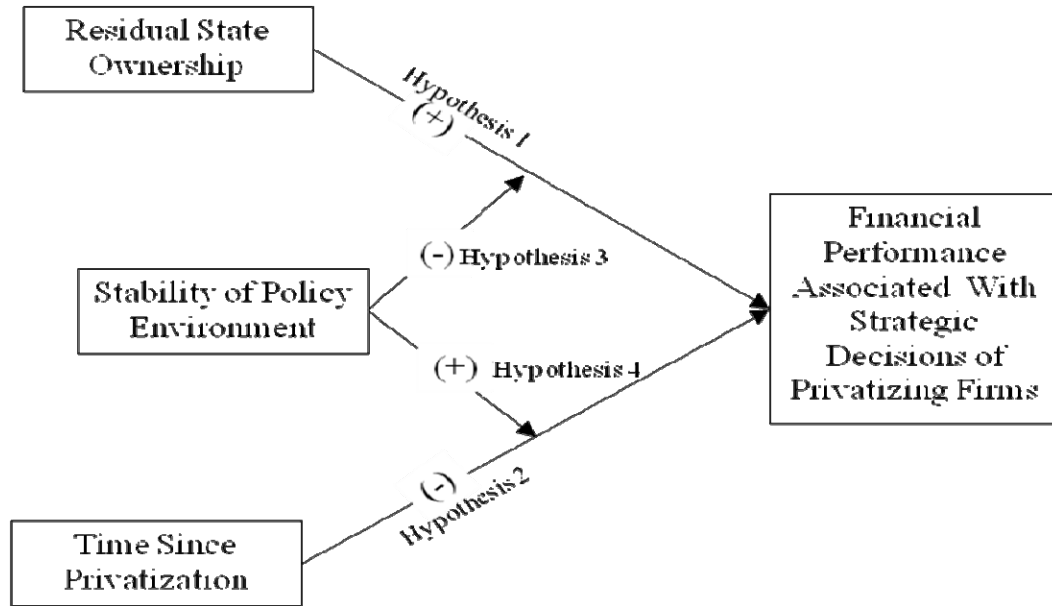 Residual State
Ownership
Hypothesis 1
(+)
(-) Hypothesis 3
Stability of Policy
Environment
(+) Hypothesis 4
Financial
Performance
Associated With
Strategic
Decisions of
Privatizing Firms
(-)
Hypothesis 2
Time Since
Privatization